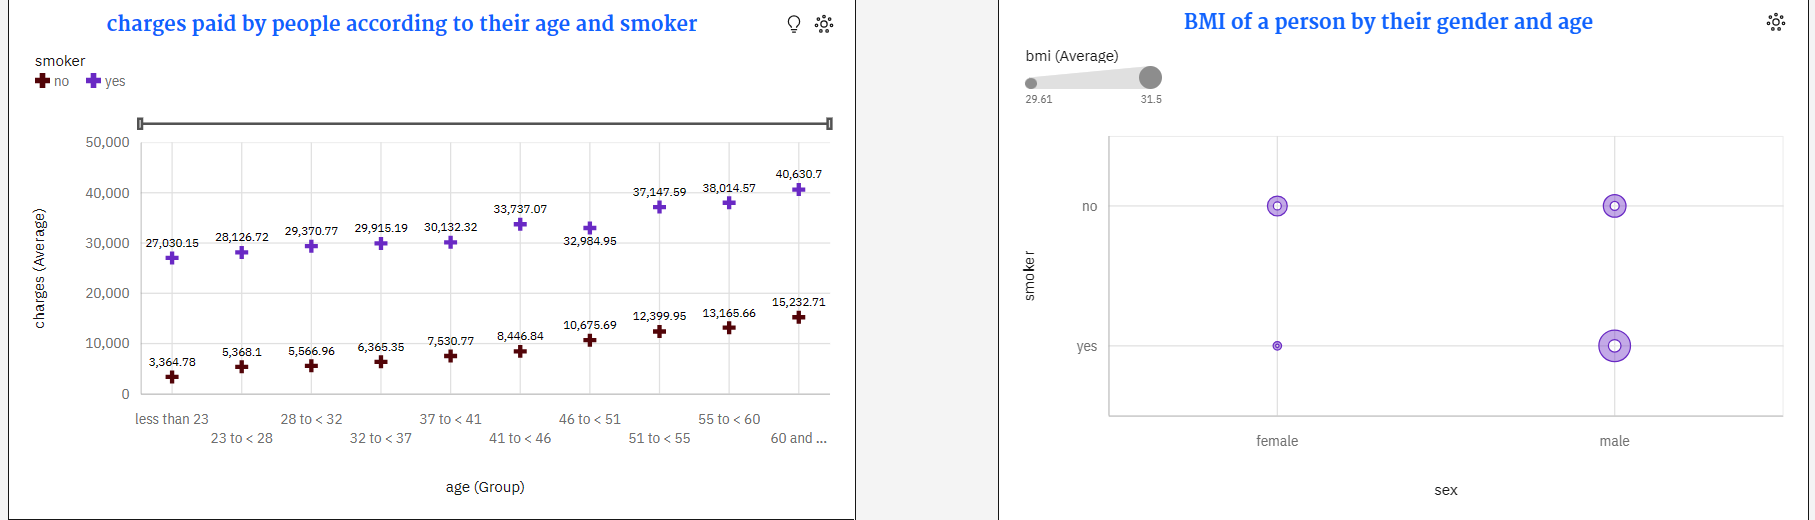 charges paid by people according to their age and smoker
smoker
no yes
50,000
40,000
30,000
20,000
10,000
0
charges (Average)
27,030.15
28,126.72
29,370.77
29,915.19
30,132.32
33,737.07
32,984.95
37,147.59
38,014.57
40,630.7
3,364.78
5,368.1
5,566.96
6,365.35
7,530.77
8,446.84
10,675.69
12,399.95
13,165.66
15,232.71
less than 23
23 to < 28
28 to < 32
32 to < 37
37 to < 41
41 to < 46
46 to < 51
51 to < 55
55 to < 60
60 and ...
age (Group)
BMI of a person by their gender and age
bmi (Average)
29.61 31.5
no
yes
smoker
female male
sex